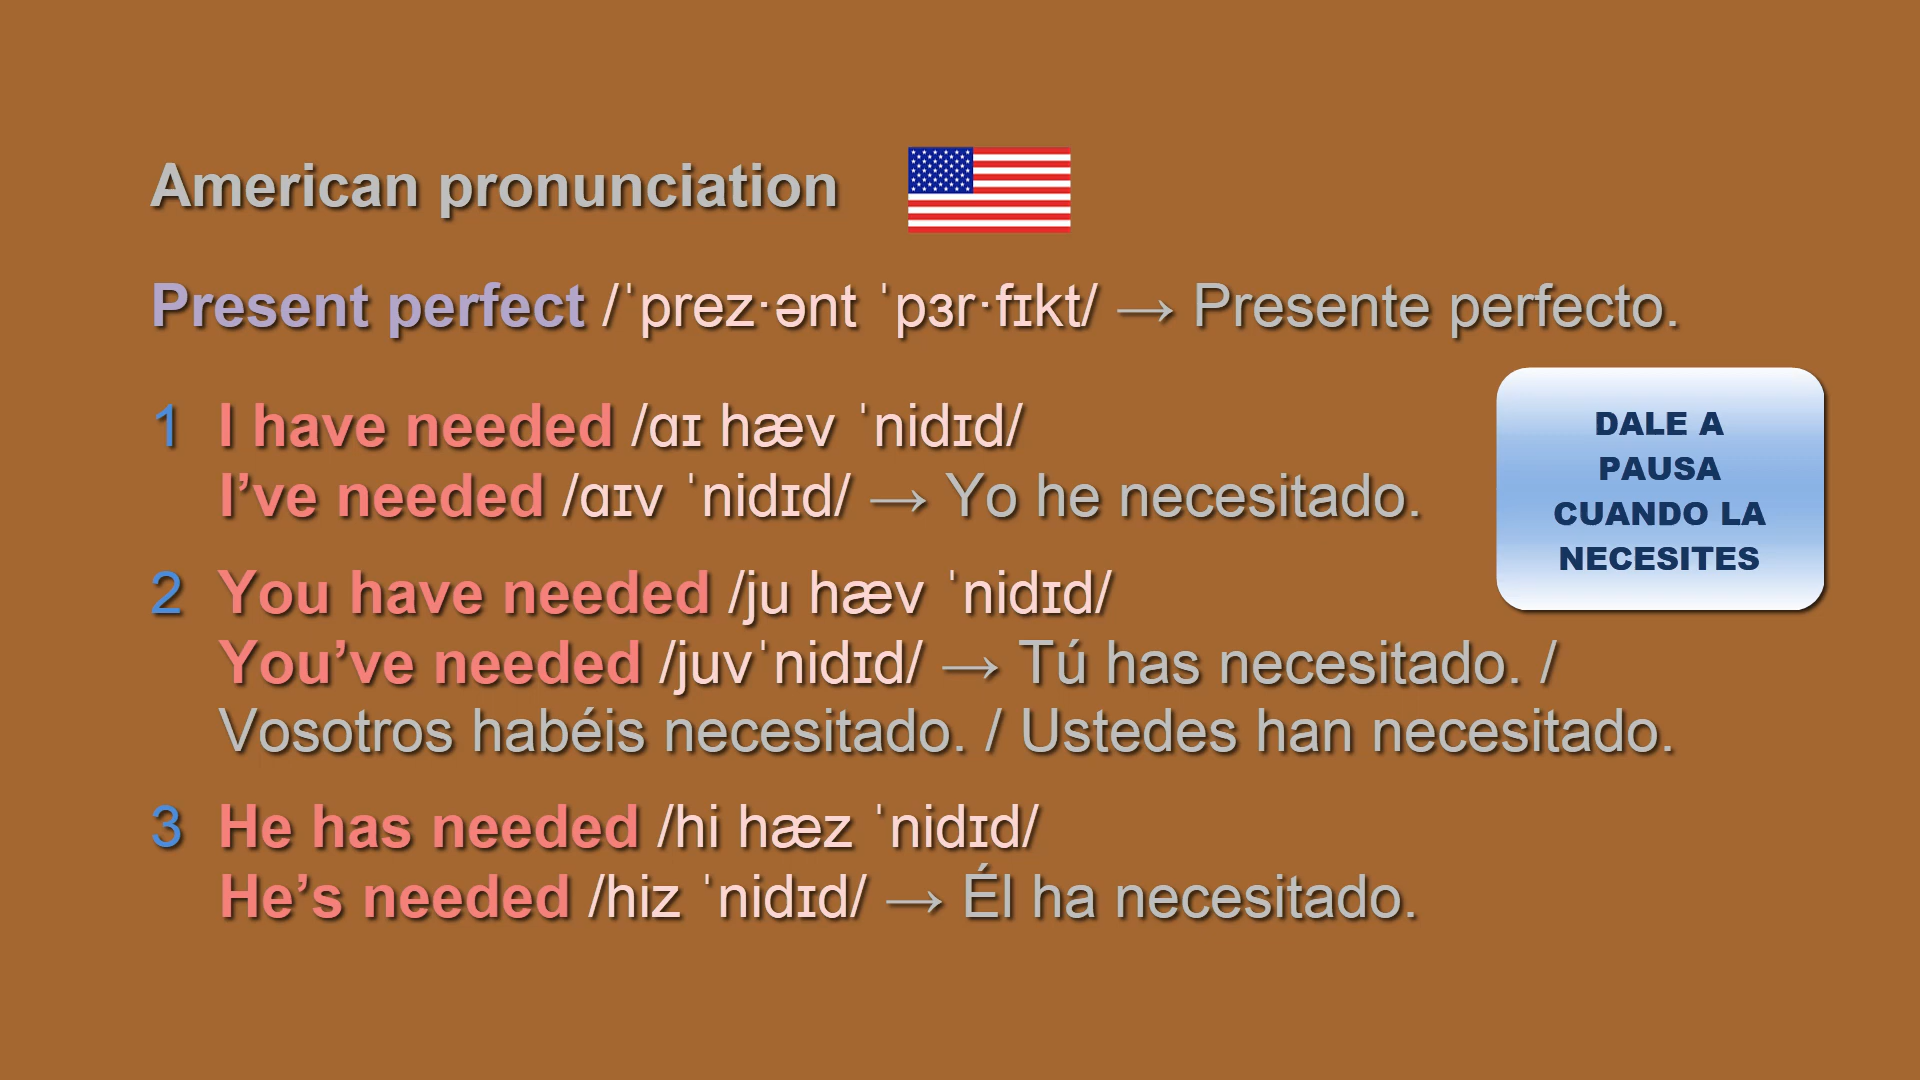 American pronunciation
Present perfect /ˈprez·ənt ˈpɜr·fɪkt/ → Presente perfecto.
1 I have needed /ɑɪ hæv ˈnidɪd/
I’ve needed /ɑɪv ˈnidɪd/ → Yo he necesitado.
DALE A
PAUSA
CUANDO LA
NECESITES
2 You have needed /ju hæv ˈnidɪd/
You’ve needed /juvˈnidɪd/ → Tú has necesitado. /
Vosotros habéis necesitado. / Ustedes han necesitado.
3 He has needed /hi hæz ˈnidɪd/
He’s needed /hiz ˈnidɪd/ → Él ha necesitado.